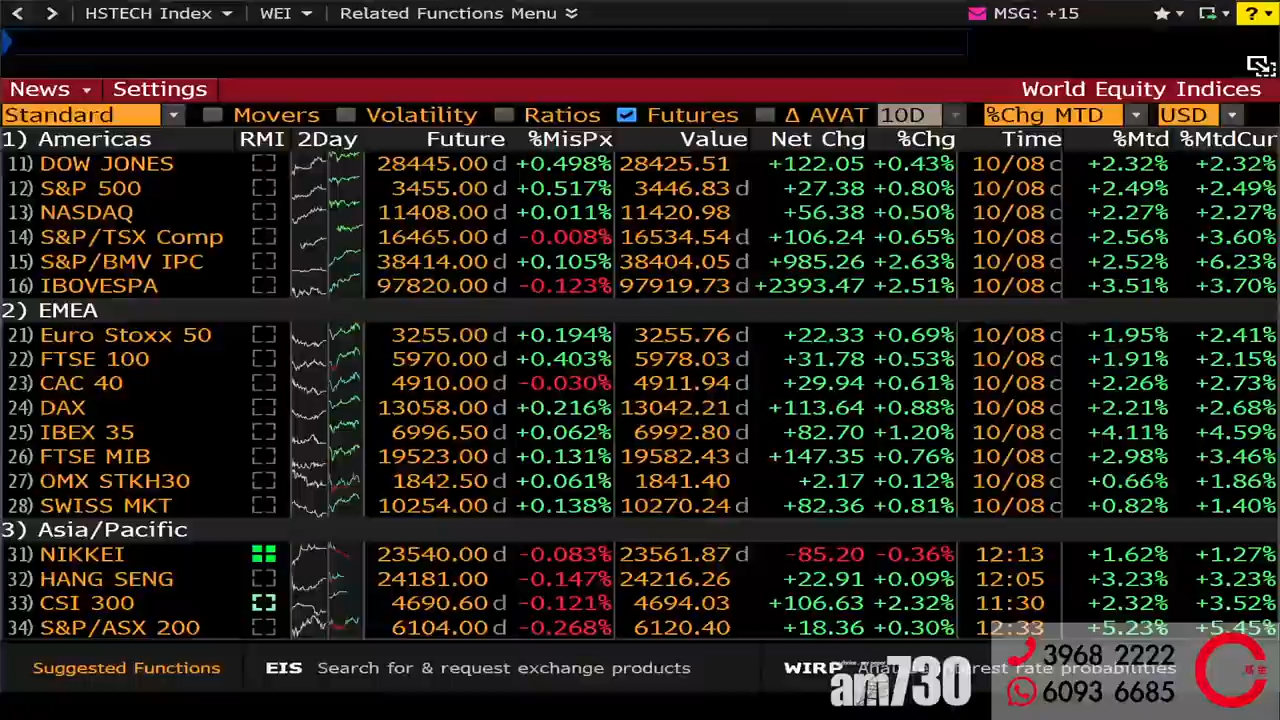 HSTECH Index WEI Related Functions Menu MSG: +15 ?
News Settings World Equity Indices
Standard Movers Volatility Ratios Futures Δ AVAT 10D %Chg MTD USD
1) Americas RMI 2Day Future %MisPx Value Net Chg %Chg Time %Mtd %MtdCur
11) DOW JONES 28445.00 d +0.498% 28425.51 +122.05 +0.43% 10/08 c +2.32% +2.32%
12) S&P 500 3455.00 d +0.517% 3446.83 d +27.38 +0.80% 10/08 c +2.49% +2.49%
13) NASDAQ 11408.00 d +0.011% 11420.98 +56.38 +0.50% 10/08 c +2.27% +2.27%
14) S&P/TSX Comp 16465.00 d -0.008% 16534.54 d +106.24 +0.65% 10/08 c +2.56% +3.60%
15) S&P/BMV IPC 38414.00 d +0.105% 38404.05 d +985.26 +2.63% 10/08 c +2.52% +6.23%
16) IBOVESPA 97820.00 d -0.123% 97919.73 d +2393.47 +2.51% 10/08 c +3.51% +3.70%
2) EMEA
21) Euro Stoxx 50 3255.00 d +0.194% 3255.76 d +22.33 +0.69% 10/08 c +1.95% +2.41%
22) FTSE 100 5970.00 d +0.403% 5978.03 d +31.78 +0.53% 10/08 c +1.91% +2.15%
23) CAC 40 4910.00 d -0.030% 4911.94 d +29.94 +0.61% 10/08 c +2.26% +2.73%
24) DAX 13058.00 d +0.216% 13042.21 d +113.64 +0.88% 10/08 c +2.21% +2.68%
25) IBEX 35 6996.50 d +0.062% 6992.80 d +82.70 +1.20% 10/08 c +4.11% +4.59%
26) FTSE MIB 19523.00 d +0.131% 19582.43 d +147.35 +0.76% 10/08 c +2.98% +3.46%
27) OMX STKH30 1842.50 d +0.061% 1841.40 +2.17 +0.12% 10/08 c +0.66% +1.86%
28) SWISS MKT 10254.00 d +0.138% 10270.24 d +82.36 +0.81% 10/08 c +0.82% +1.40%
3) Asia/Pacific
31) NIKKEI 23540.00 d -0.083% 23561.87 d -85.20 -0.36% 12:13 +1.62% +1.27%
32) HANG SENG 24181.00 -0.147% 24216.26 +22.91 +0.09% 12:05 +3.23% +3.23%
33) CSI 300 4690.60 d -0.121% 4694.03 +106.63 +2.32% 11:30 +2.32% +3.52%
34) S&P/ASX 200 6104.00 d -0.268% 6120.40 +18.36 +0.30% 12:33 +5.23% +5.45%
Suggested Functions EIS Search for & request exchange products WIRP interest rate probabilities
am730
3968 2222
6093 6685